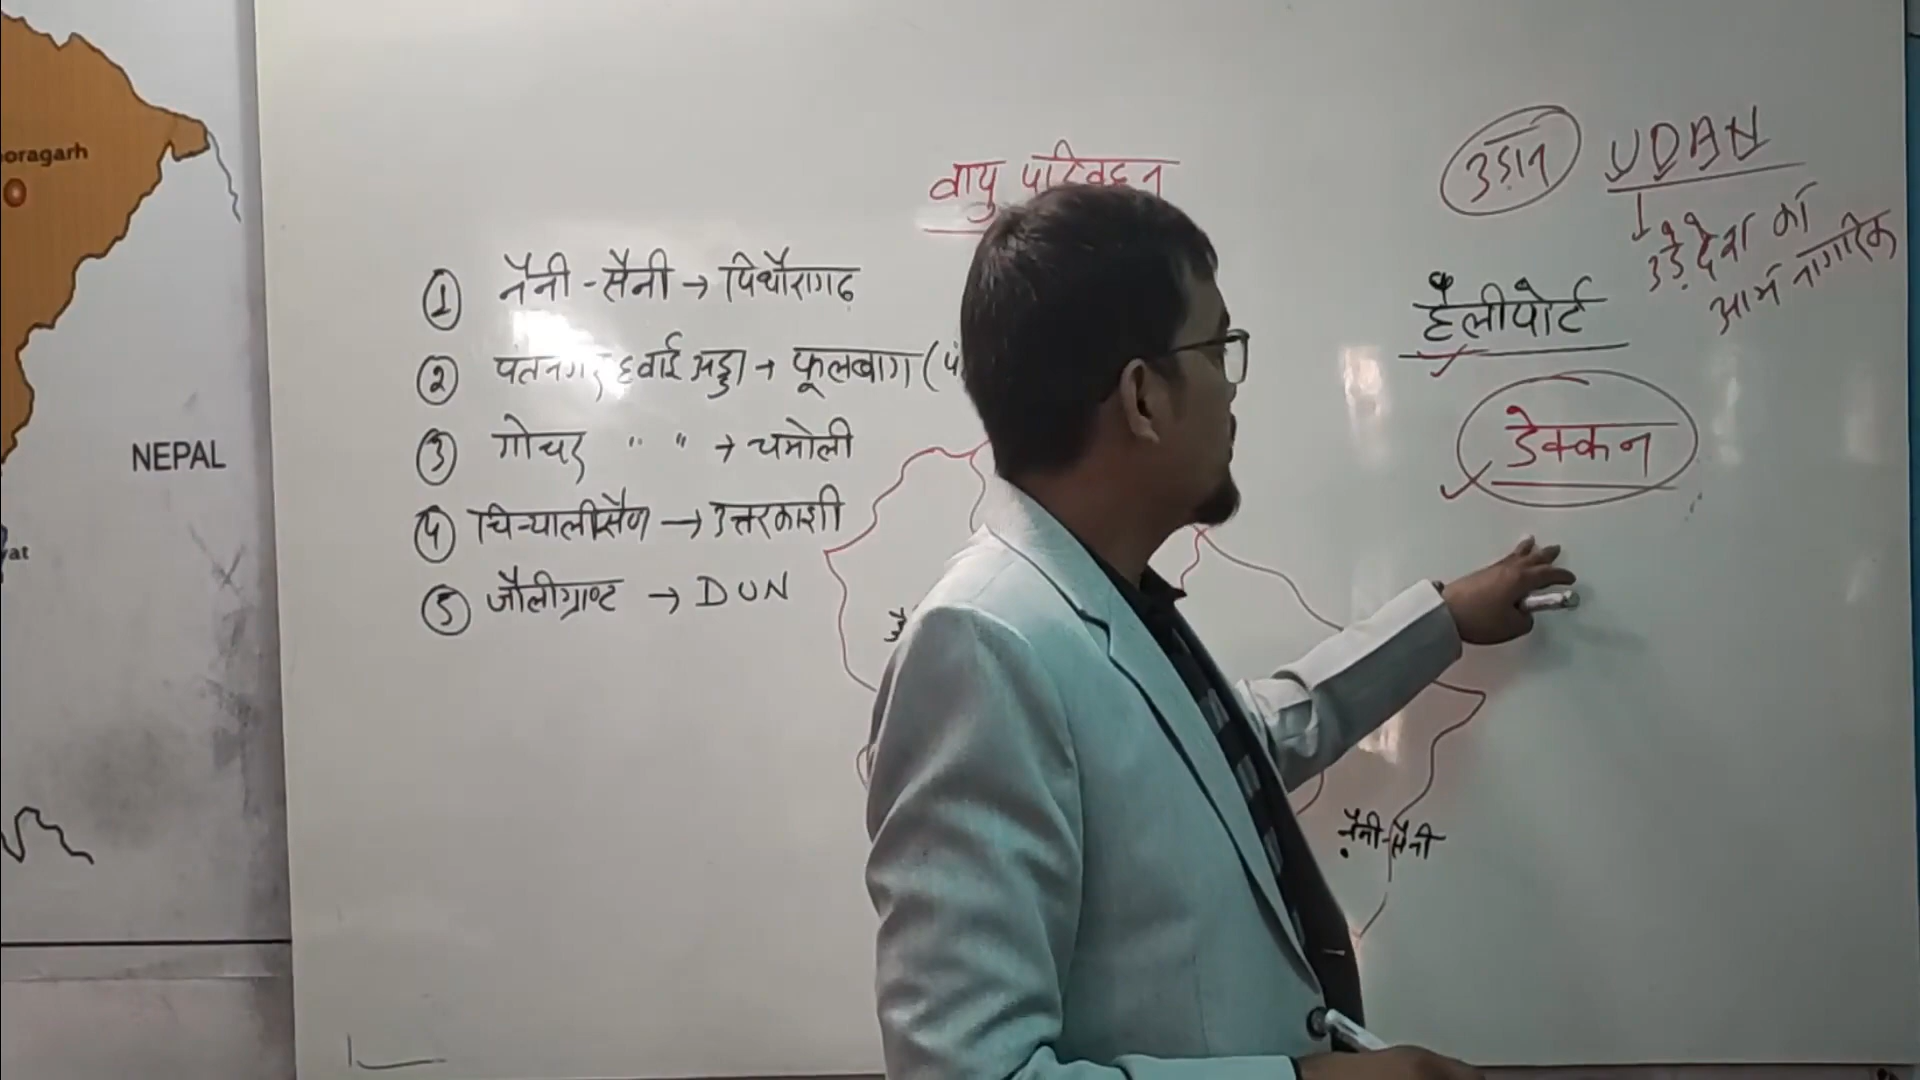 oragarh
NEPAL
at
वायु परिवहन
① नैनी-सैनी → पिथौरागढ
② पंतनगर हवाई अड्डा → फूलबाग (पं
③ गोचर " " → चमोली
④ चिन्यालीसैण → उत्तरकाशी
⑤ जौलीग्राण्ट → DUN
उड़ान UDAN
उड़े देश का
आम नागरिक
हैलीपोर्ट
डेक्कन
जौ
नैनी-सैनी